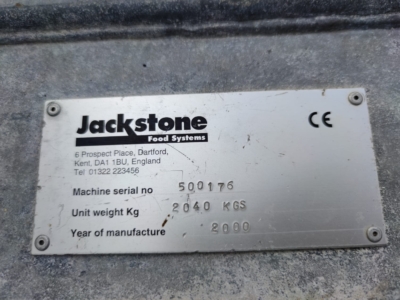 Jackstone
Food Systems
6 Prospect Place, Dartford,
Kent, DA1 1BU, England
Tel 01322 223456
CE
Machine serial no 500176
Unit weight Kg 2040 KGS
Year of manufacture 2000